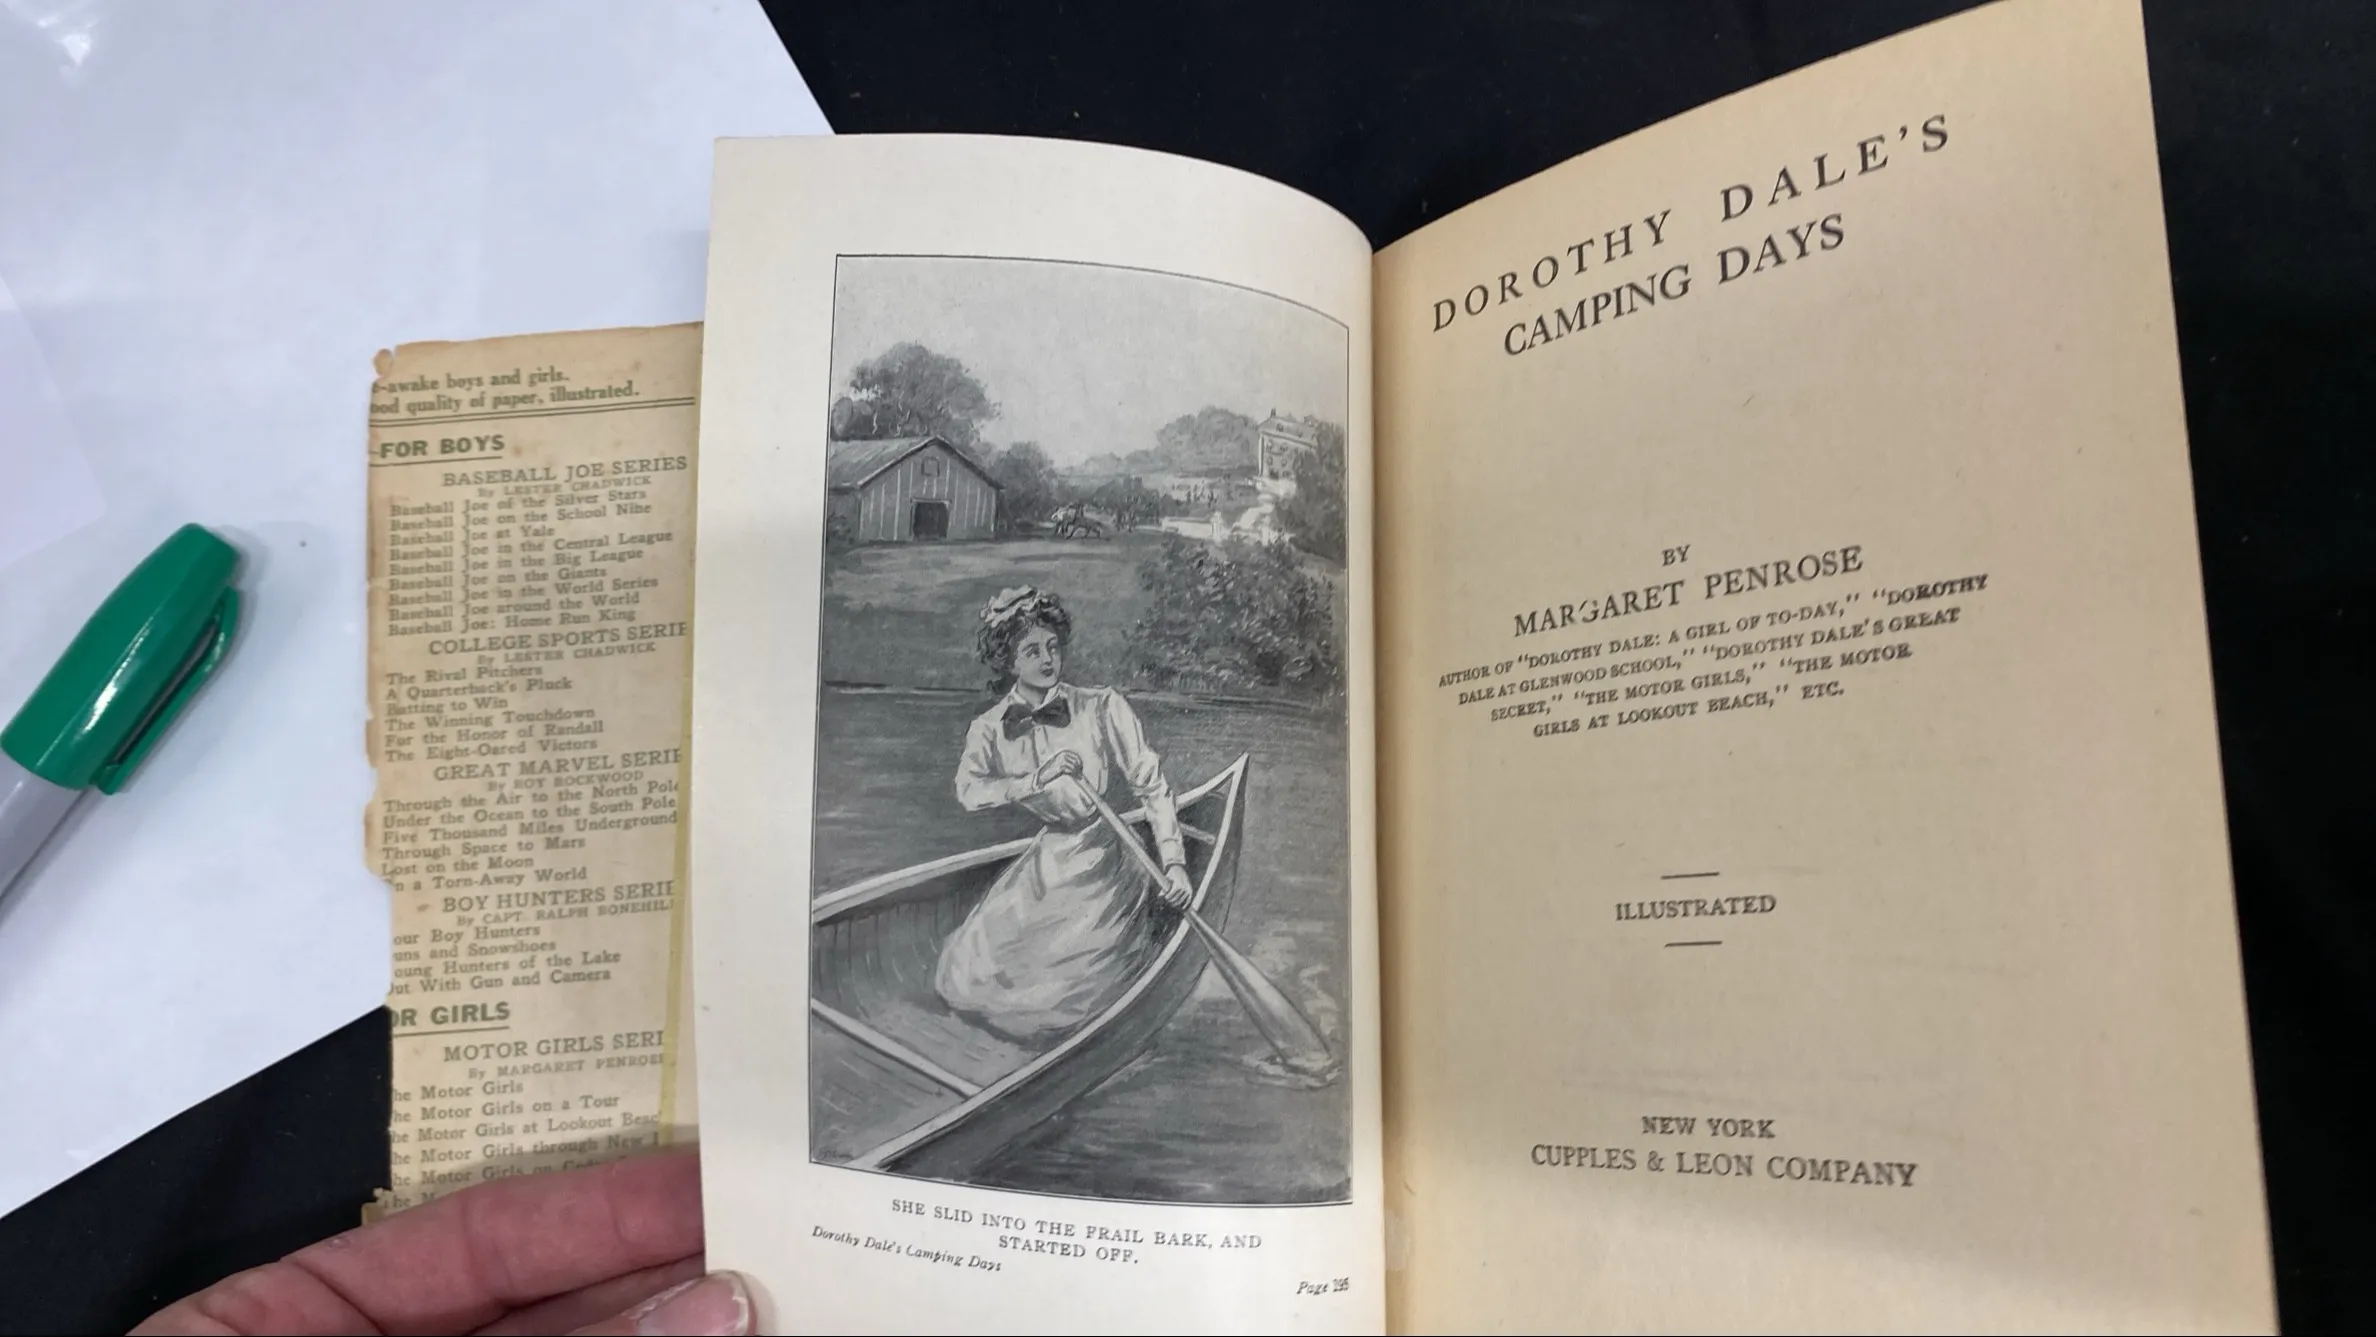 e-awake boys and girls.
ood quality of paper, illustrated.
FOR BOYS
BASEBALL JOE SERIES
By LESTER CHADWICK
Baseball Joe of the Silver Stars
Baseball Joe on the School Nine
Baseball Joe at Yale
Baseball Joe in the Central League
Baseball Joe in the Big League
Baseball Joe on the Giants
Baseball Joe in the World Series
Baseball Joe around the World
Baseball Joe: Home Run King
COLLEGE SPORTS SERIE
By LESTER CHADWICK
The Rival Pitchers
A Quarterback's Pluck
Batting to Win
The Winning Touchdown
For the Honor of Randall
The Eight-Oared Victors
GREAT MARVEL SERIE
By ROY ROCKWOOD
Through the Air to the North Pole
Under the Ocean to the South Pole
Five Thousand Miles Underground
Through Space to Mars
Lost on the Moon
n a Torn-Away World
BOY HUNTERS SERIE
By CAPT. RALPH BONEHILL
our Boy Hunters
uns and Snowshoes
oung Hunters of the Lake
ut With Gun and Camera
OR GIRLS
MOTOR GIRLS SERI
By MARGARET PENROSE
he Motor Girls
he Motor Girls on a Tour
he Motor Girls at Lookout Beac
he Motor Girls through New
he Motor Girls on
he
SHE SLID INTO THE FRAIL BARK, AND
STARTED OFF.
Dorothy Dale's Camping Days
Page
DOROTHY DALE'S
CAMPING DAYS
BY
MARGARET PENROSE
AUTHOR OF "DOROTHY DALE: A GIRL OF TO-DAY," "DOROTHY
DALE AT GLENWOOD SCHOOL," "DOROTHY DALE'S GREAT
SECRET," "THE MOTOR GIRLS," "THE MOTOR
GIRLS AT LOOKOUT BEACH," ETC.
ILLUSTRATED
NEW YORK
CUPPLES & LEON COMPANY